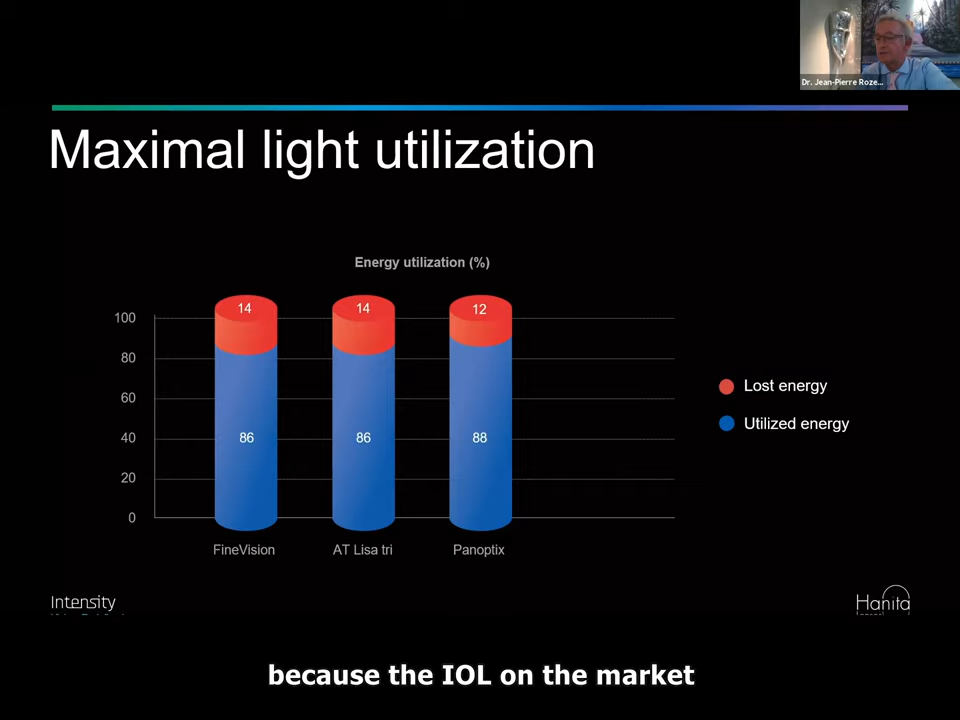 Dr. Jean-Pierre Roze...
Maximal light utilization
Energy utilization (%)
14 14 12
100
80
60
40
20
0
86 86 88
Lost energy
Utilized energy
FineVision AT Lisa tri Panoptix
Intensity
Hanita
because the IOL on the market